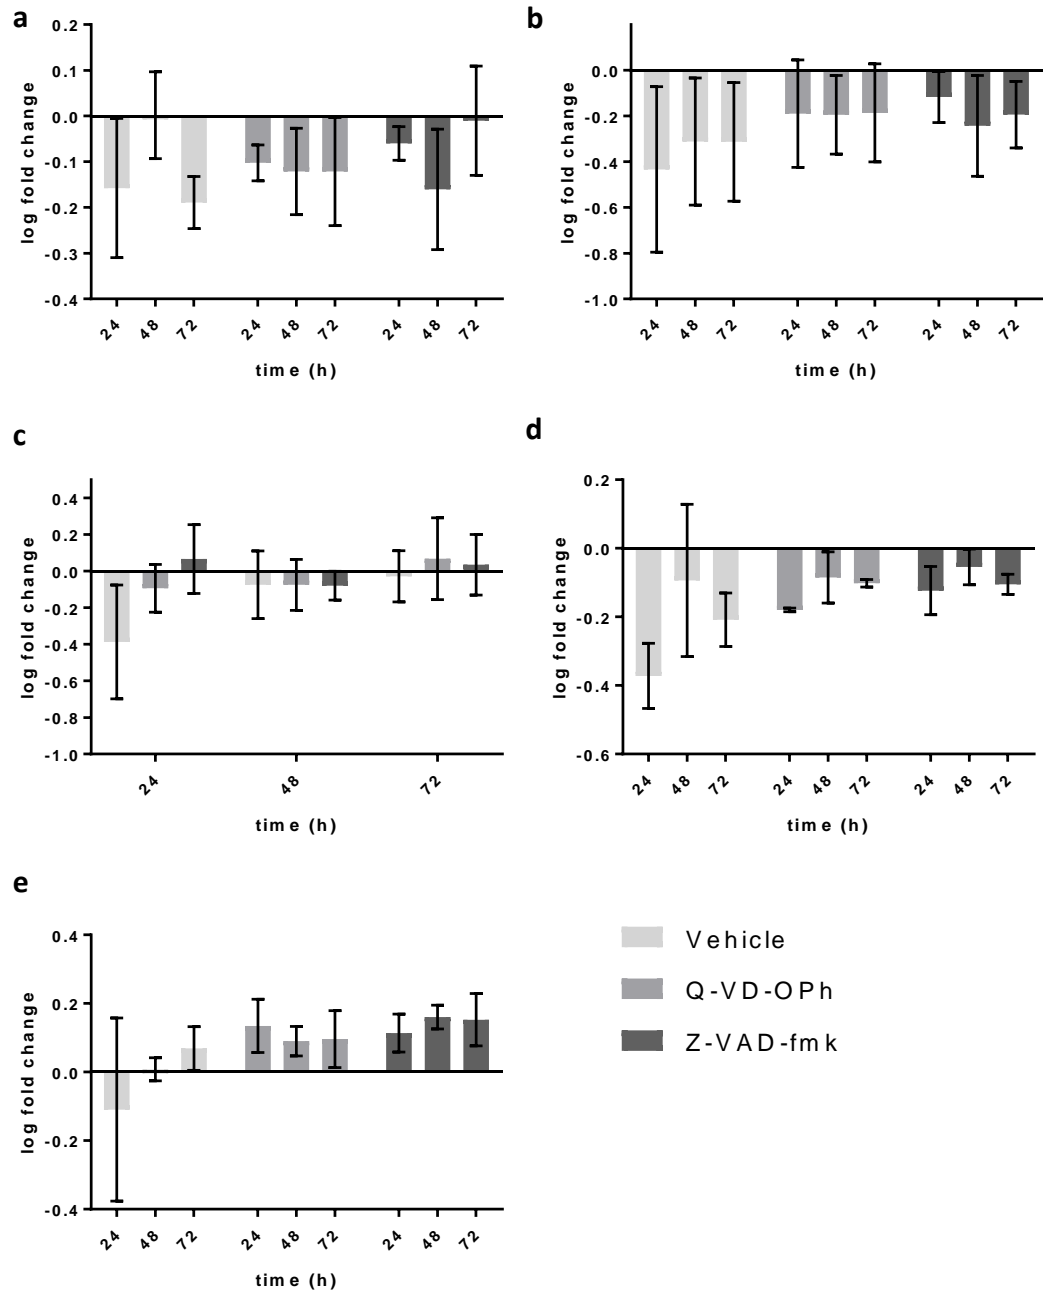 a
0.2
0.1
0.0
-0.1
-0.2
-0.3
-0.4
log fold change
24 48 72 24 48 72 24 48 72
time (h)
b
0.0
-0.2
-0.4
-0.6
-0.8
-1.0
log fold change
24 48 72 24 48 72 24 48 72
time (h)
c
0.4
0.2
0.0
-0.2
-0.4
-0.6
-0.8
-1.0
log fold change
24 48 72
time (h)
d
0.2
0.0
-0.2
-0.4
-0.6
log fold change
24 48 72 24 48 72 24 48 72
time (h)
e
0.4
0.2
0.0
-0.2
-0.4
log fold change
24 48 72 24 48 72 24 48 72
time (h)
Vehicle
Q-VD-OPh
Z-VAD-fmk